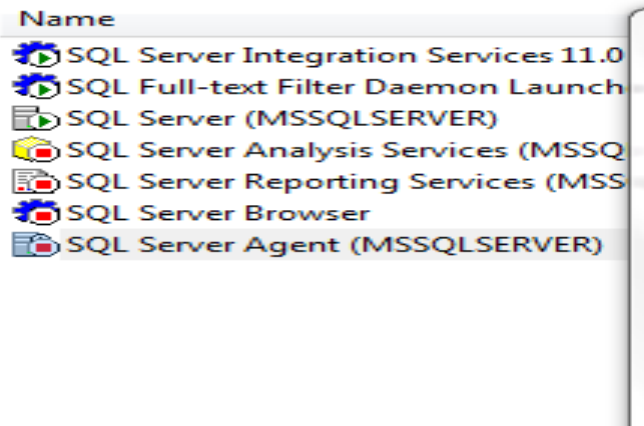 Name
SQL Server Integration Services 11.0
SQL Full-text Filter Daemon Launch
SQL Server (MSSQLSERVER)
SQL Server Analysis Services (MSSQ
SQL Server Reporting Services (MSS
SQL Server Browser
SQL Server Agent (MSSQLSERVER)